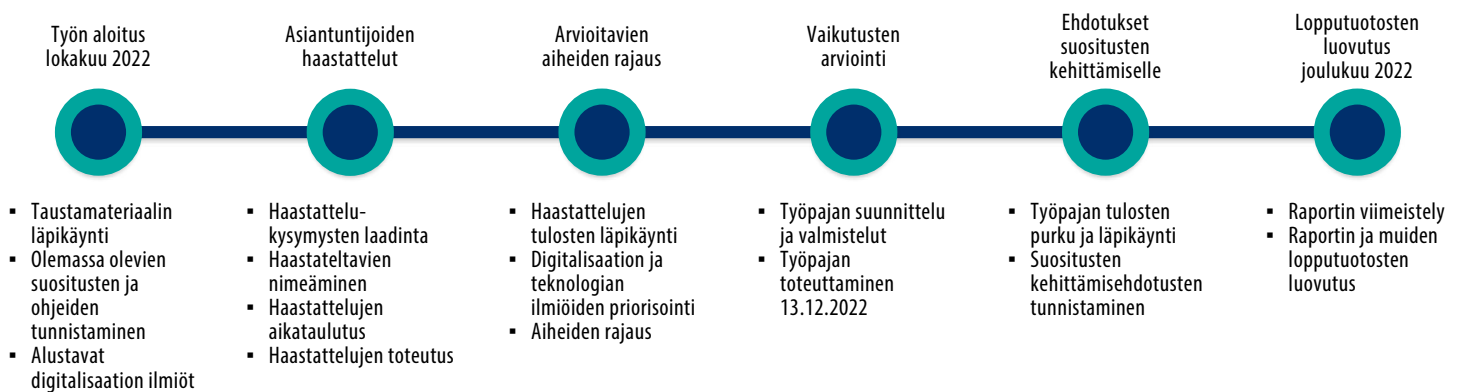 Työn aloitus
lokakuu 2022
Asiantuntijoiden
haastattelut
Arvioitavien
aiheiden rajaus
Vaikutusten
arviointi
Ehdotukset
suositusten
kehittämiselle
Lopputuotosten
luovutus
joulukuu 2022
▪ Taustamateriaalin
läpikäynti
▪ Olemassa olevien
suositusten ja
ohjeiden
tunnistaminen
▪ Alustavat
digitalisaation ilmiöt
▪ Haastattelu-
kysymysten laadinta
▪ Haastateltavien
nimeäminen
▪ Haastattelujen
aikataulutus
▪ Haastattelujen toteutus
▪ Haastattelujen
tulosten läpikäynti
▪ Digitalisaation ja
teknologian
ilmiöiden priorisointi
▪ Aiheiden rajaus
▪ Työpajan suunnittelu
ja valmistelut
▪ Työpajan
toteuttaminen
13.12.2022
▪ Työpajan tulosten
purku ja läpikäynti
▪ Suositusten
kehittämisehdotusten
tunnistaminen
▪ Raportin viimeistely
▪ Raportin ja muiden
lopputuotosten
luovutus